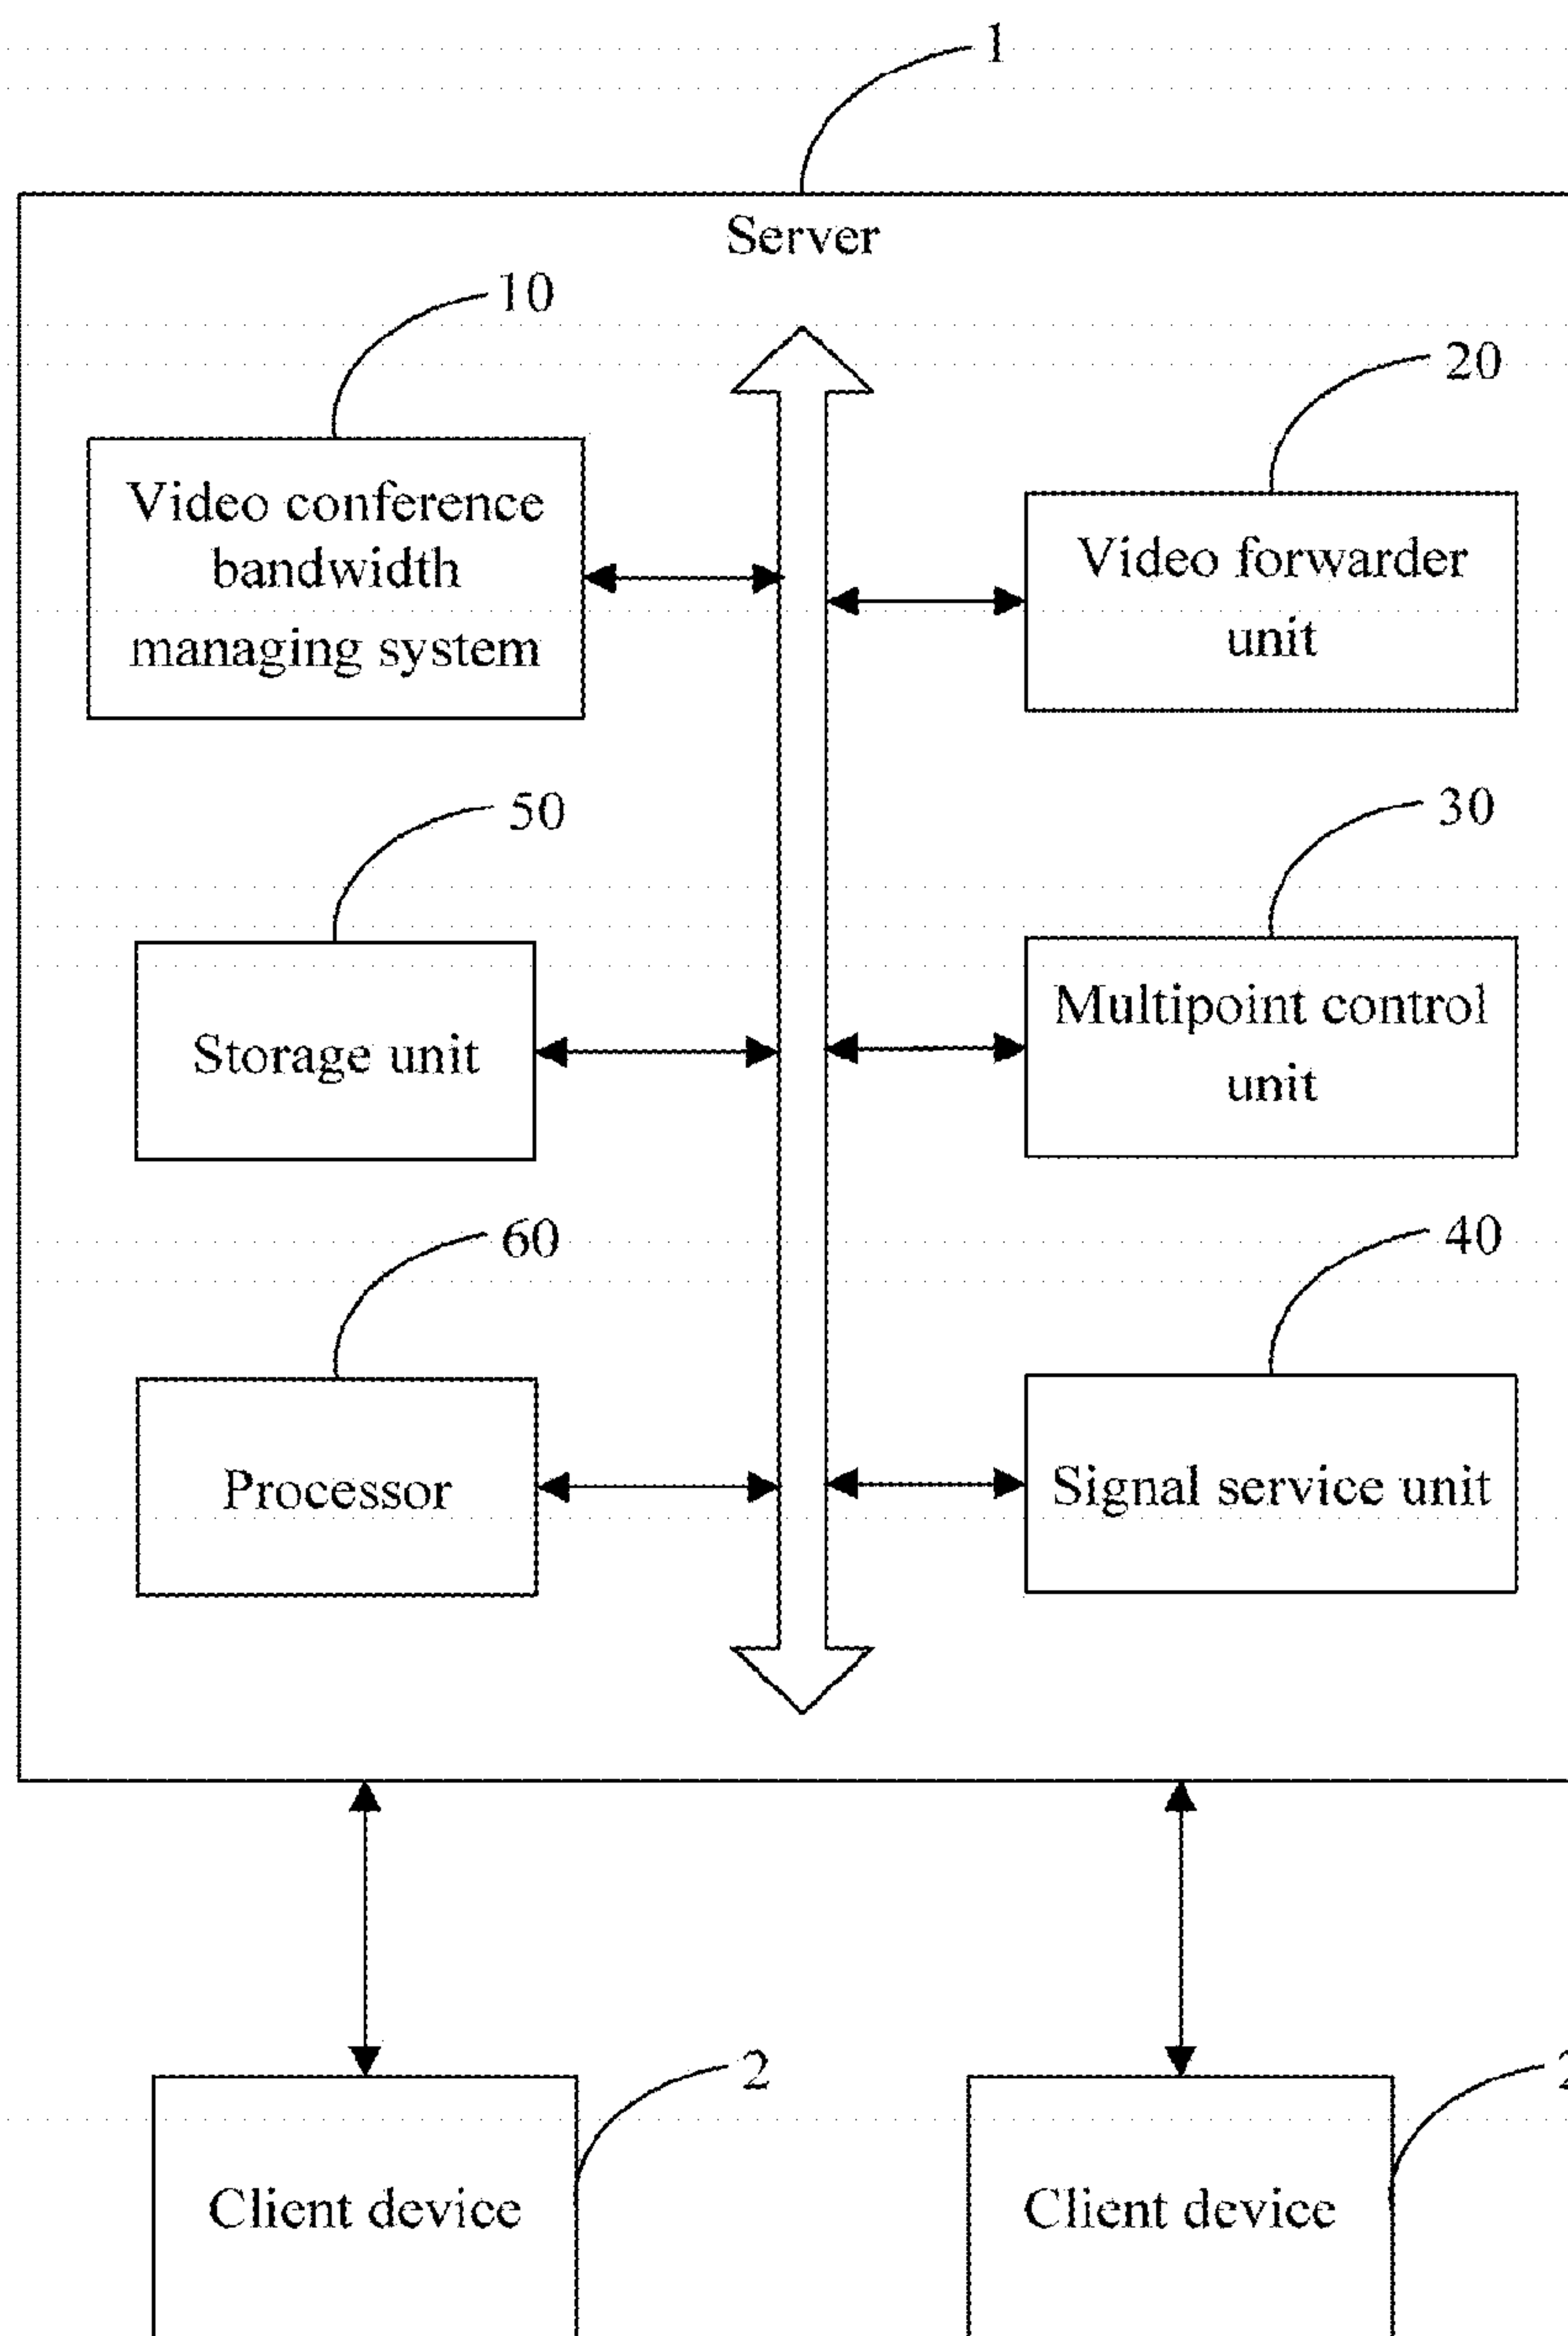 1
Server
10
20
Video conference
bandwidth
managing system
Video forwarder
unit
50
30
Storage unit
Multipoint control
unit
60
40
Processor
Signal service unit
2
2
Client device
Client device